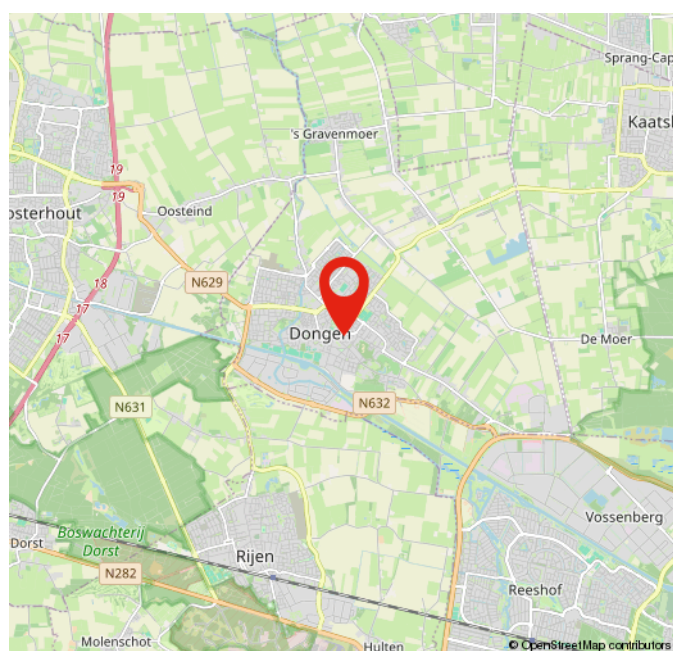 Sprang-Cap
Kaatsh
's Gravenmoer
19
19
Oosteind
osterhout
18
17
N629
17
Dongen
De Moer
N631
N632
Vossenberg
Boswachterij
Dorst
Dorst
Rijen
N282
Reeshof
Molenschot
Hulten
© OpenStreetMap contributors